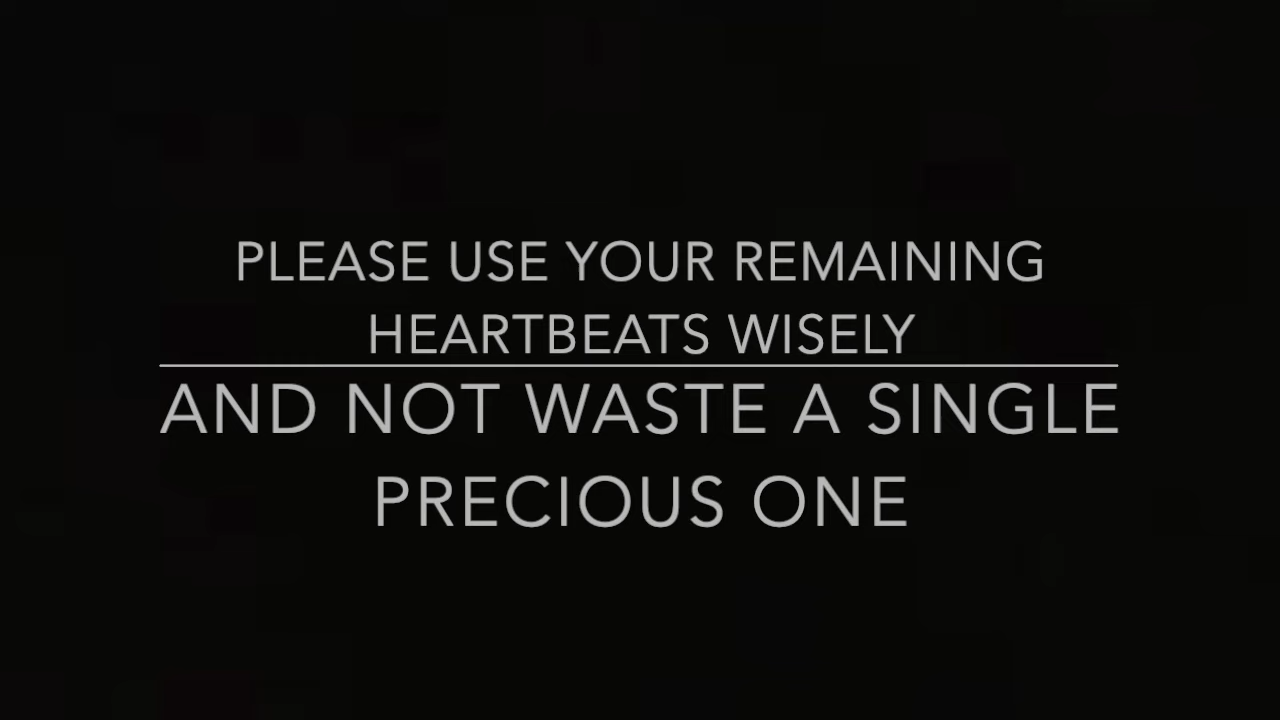 PLEASE USE YOUR REMAINING
HEARTBEATS WISELY
AND NOT WASTE A SINGLE
PRECIOUS ONE